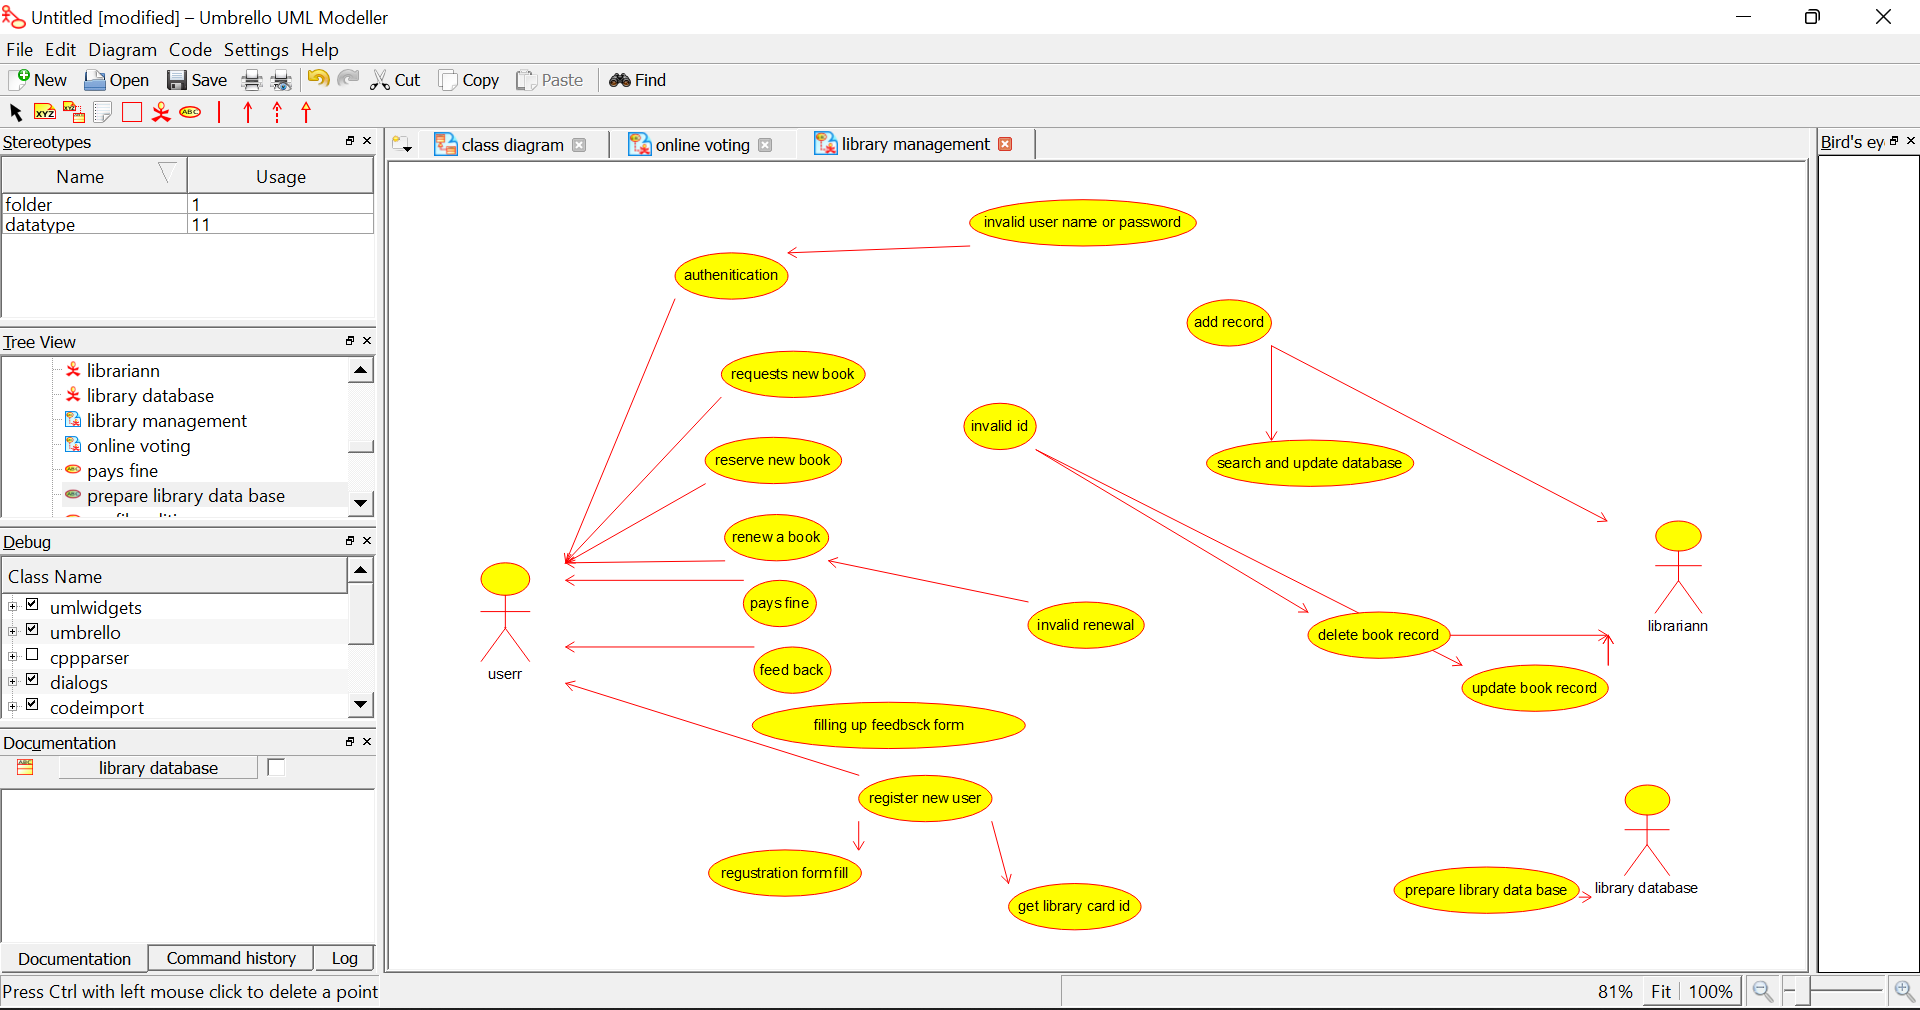 Untitled [modified] – Umbrello UML Modeller
File Edit Diagram Code Settings Help
New Open Save Cut Copy Paste Find
XYZ XYZ ABC
Stereotypes
Name Usage
folder 1
datatype 11
Tree View
librariann
library database
library management
online voting
pays fine
prepare library data base
Debug
Class Name
umlwidgets
umbrello
cppparser
dialogs
codeimport
Documentation
library database
Documentation Command history Log
class diagram online voting library management
invalid user name or password
authenitication
add record
requests new book
invalid id
reserve new book
search and update database
renew a book
pays fine
invalid renewal
delete book record
librariann
userr
feed back
update book record
filling up feedbsck form
register new user
regustration form fill
get library card id
prepare library data base
library database
Bird's ey
Press Ctrl with left mouse click to delete a point
81% Fit 100%